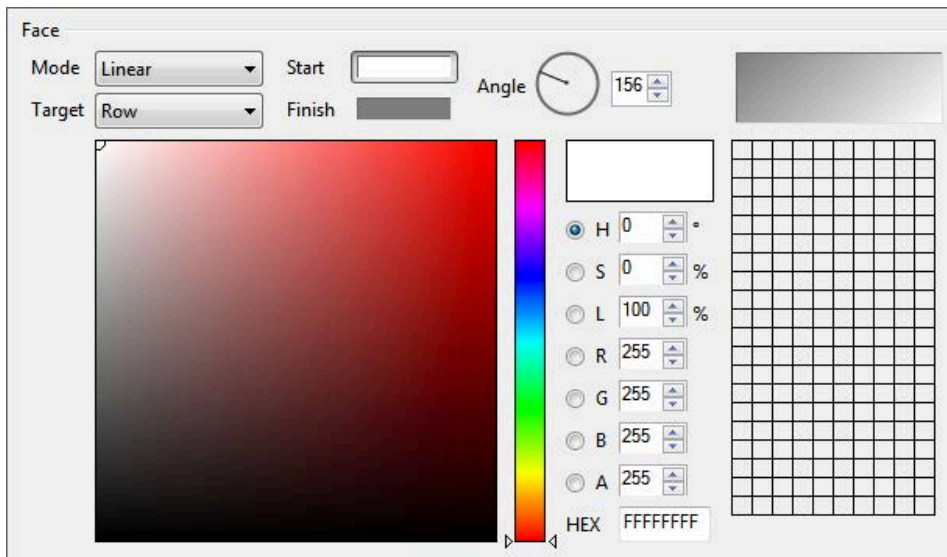 Face
Mode Linear Start Angle 156
Target Row Finish
H 0 °
S 0 %
L 100 %
R 255
G 255
B 255
A 255
HEX FFFFFFFF